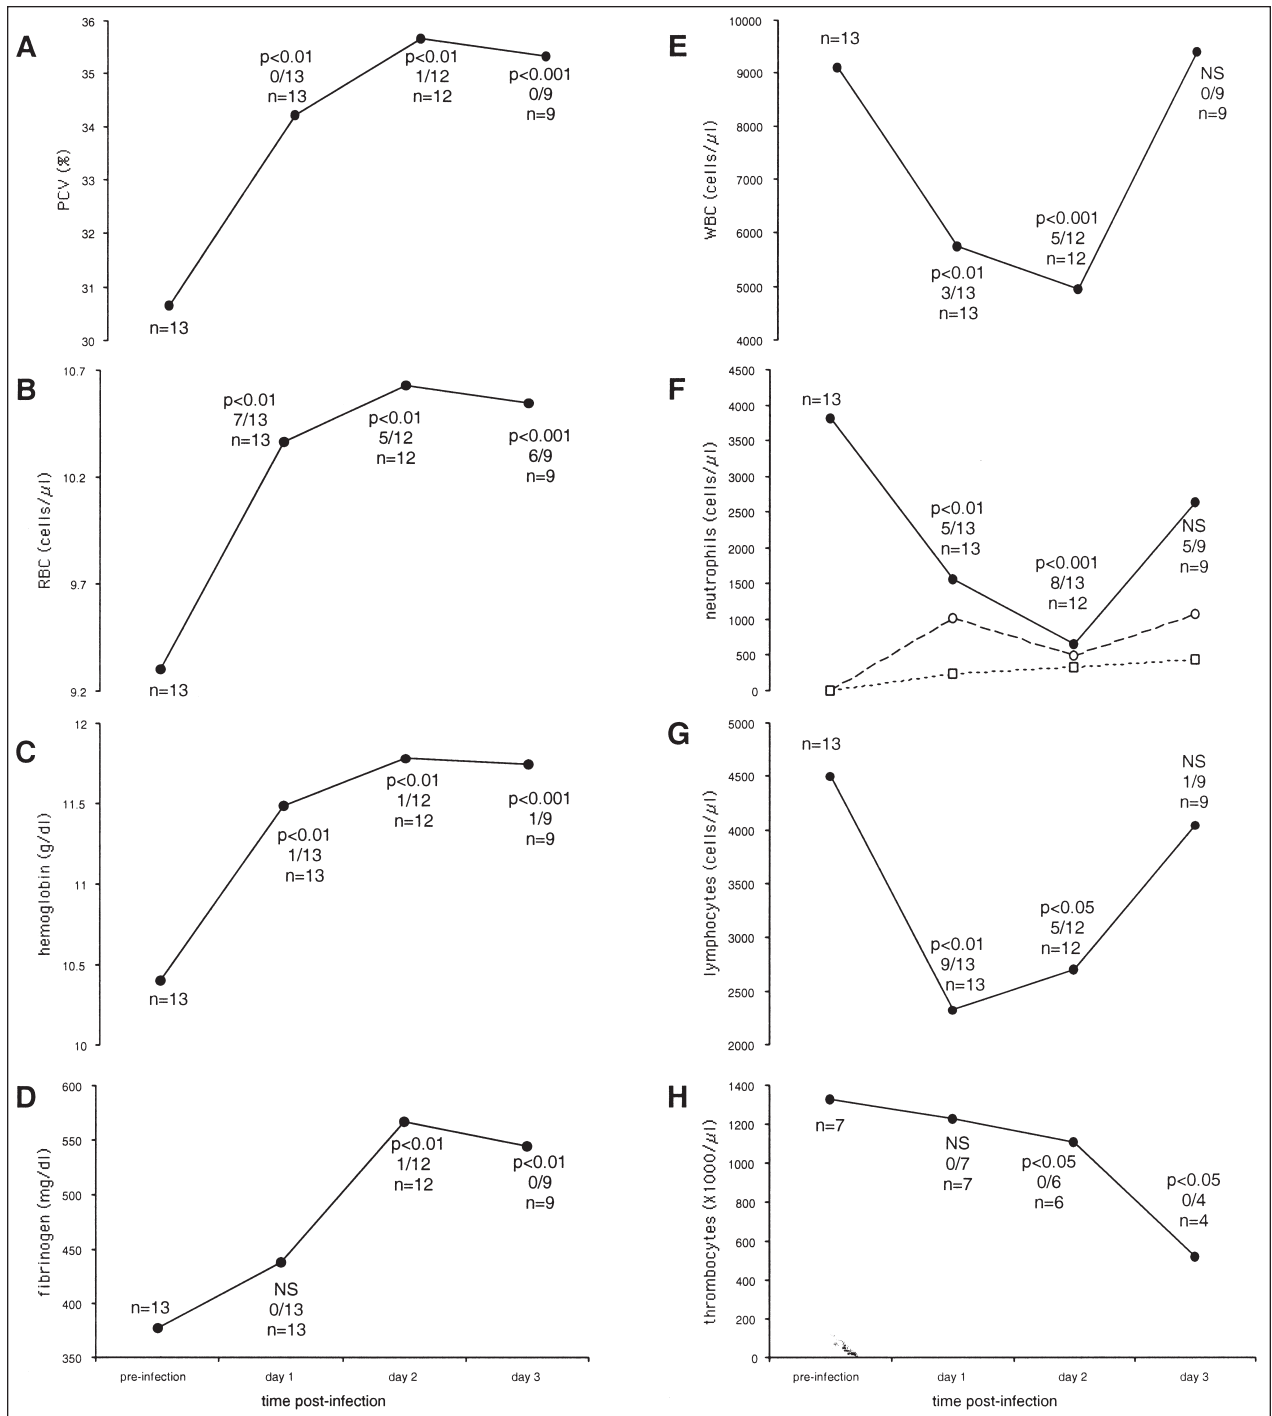 A
36
35
34
33
32
31
30
PCV (%)
p<0.01
0/13
n=13
p<0.01
1/12
n=12
p<0.001
0/9
n=9
n=13
B
10.7
10.2
9.7
9.2
RBC (cells/µl)
p<0.01
7/13
n=13
p<0.01
5/12
n=12
p<0.001
6/9
n=9
n=13
C
12
11.5
11
10.5
10
hemoglobin (g/dl)
p<0.01
1/13
n=13
p<0.01
1/12
n=12
p<0.001
1/9
n=9
n=13
D
600
550
500
450
400
350
fibrinogen (mg/dl)
n=13
NS
0/13
n=13
p<0.01
1/12
n=12
p<0.01
0/9
n=9
pre-infection
day 1
day 2
day 3
time post-infection
E
10000
9000
8000
7000
6000
5000
4000
WBC (cells/µl)
n=13
p<0.01
3/13
n=13
p<0.001
5/12
n=12
NS
0/9
n=9
F
4500
4000
3500
3000
2500
2000
1500
1000
500
0
neutrophils (cells/µl)
n=13
p<0.01
5/13
n=13
p<0.001
8/13
n=12
NS
5/9
n=9
G
5000
4500
4000
3500
3000
2500
2000
lymphocytes (cells/µl)
n=13
p<0.01
9/13
n=13
p<0.05
5/12
n=12
NS
1/9
n=9
H
1400
1200
1000
800
600
400
200
0
thrombocytes (X1000/µl)
n=7
NS
0/7
n=7
p<0.05
0/6
n=6
p<0.05
0/4
n=4
pre-infection
day 1
day 2
day 3
time post-infection